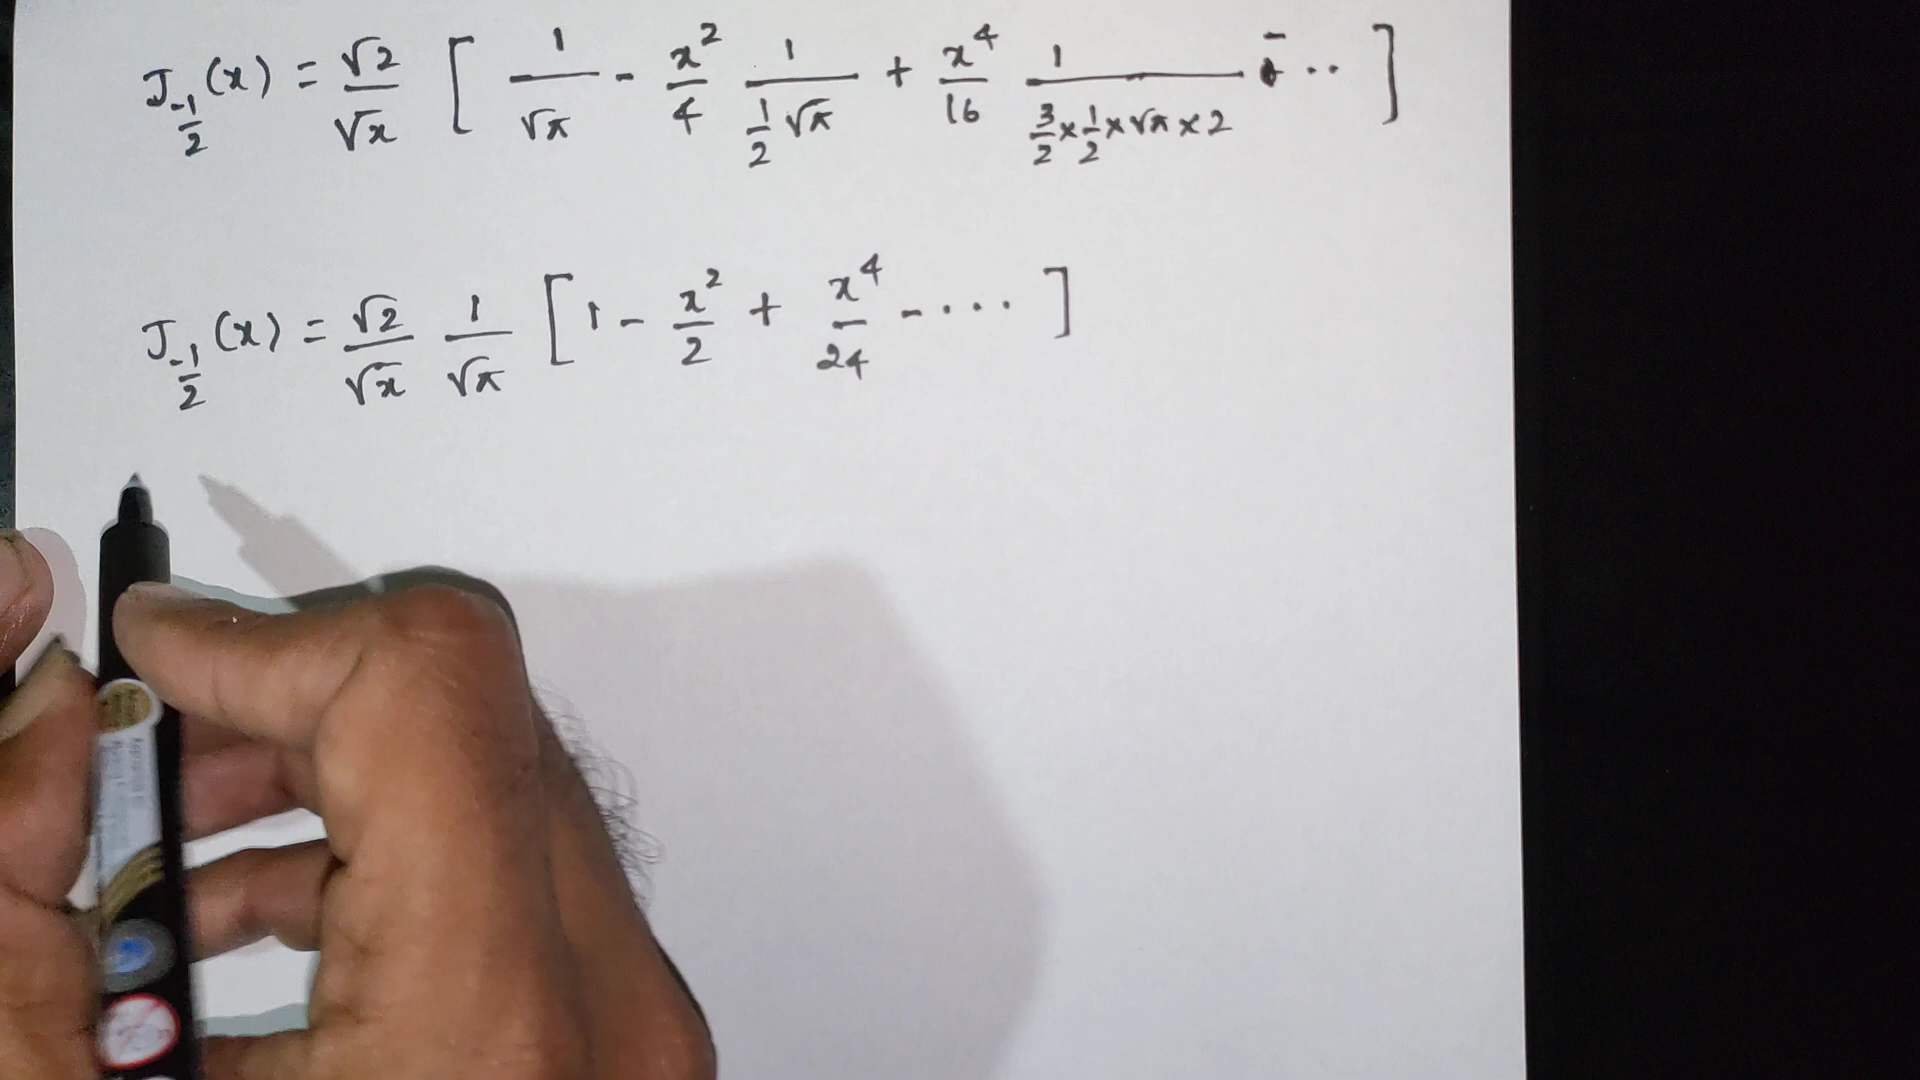 J_{-1/2}(x) = √2/√x [ 1/√π - x²/4 1/(1/2 √π) + x⁴/16 1/(3/2 × 1/2 × √π × 2) - ·· ]
J_{-1/2}(x) = √2/√x 1/√π [ 1 - x²/2 + x⁴/24 - ···· ]